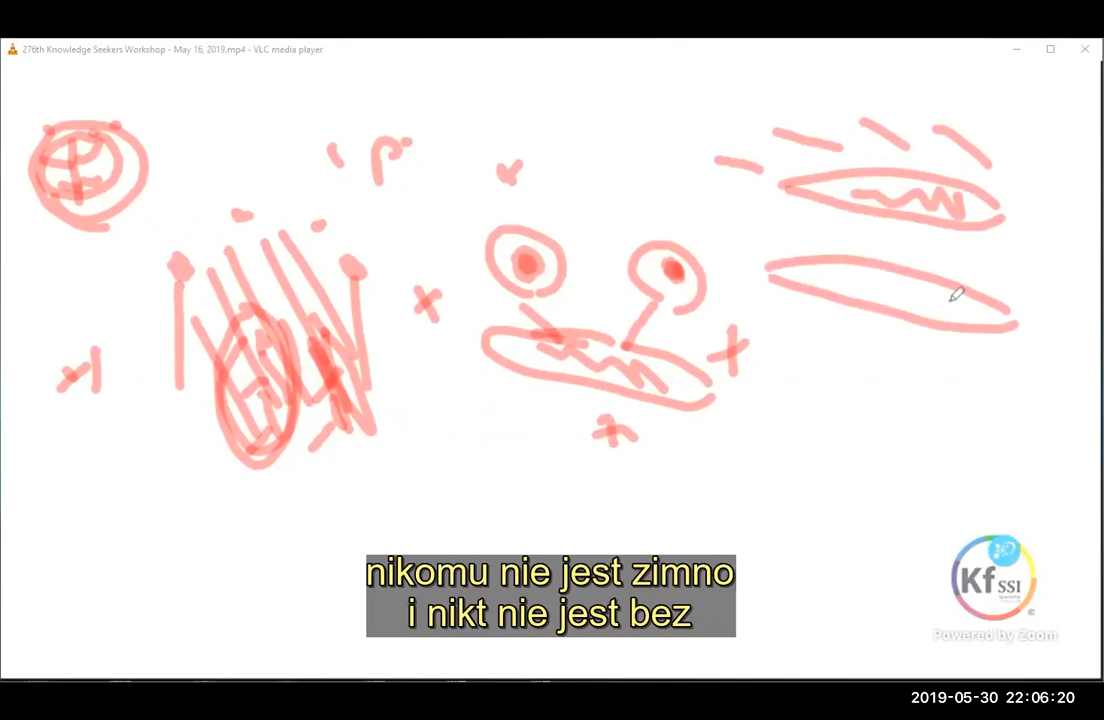 276th Knowledge Seekers Workshop - May 16, 2019.mp4 - VLC media player
P
nikomu nie jest zimno
i nikt nie jest bez
Kf SSI
Powered by Zoom
2019-05-30 22:06:20